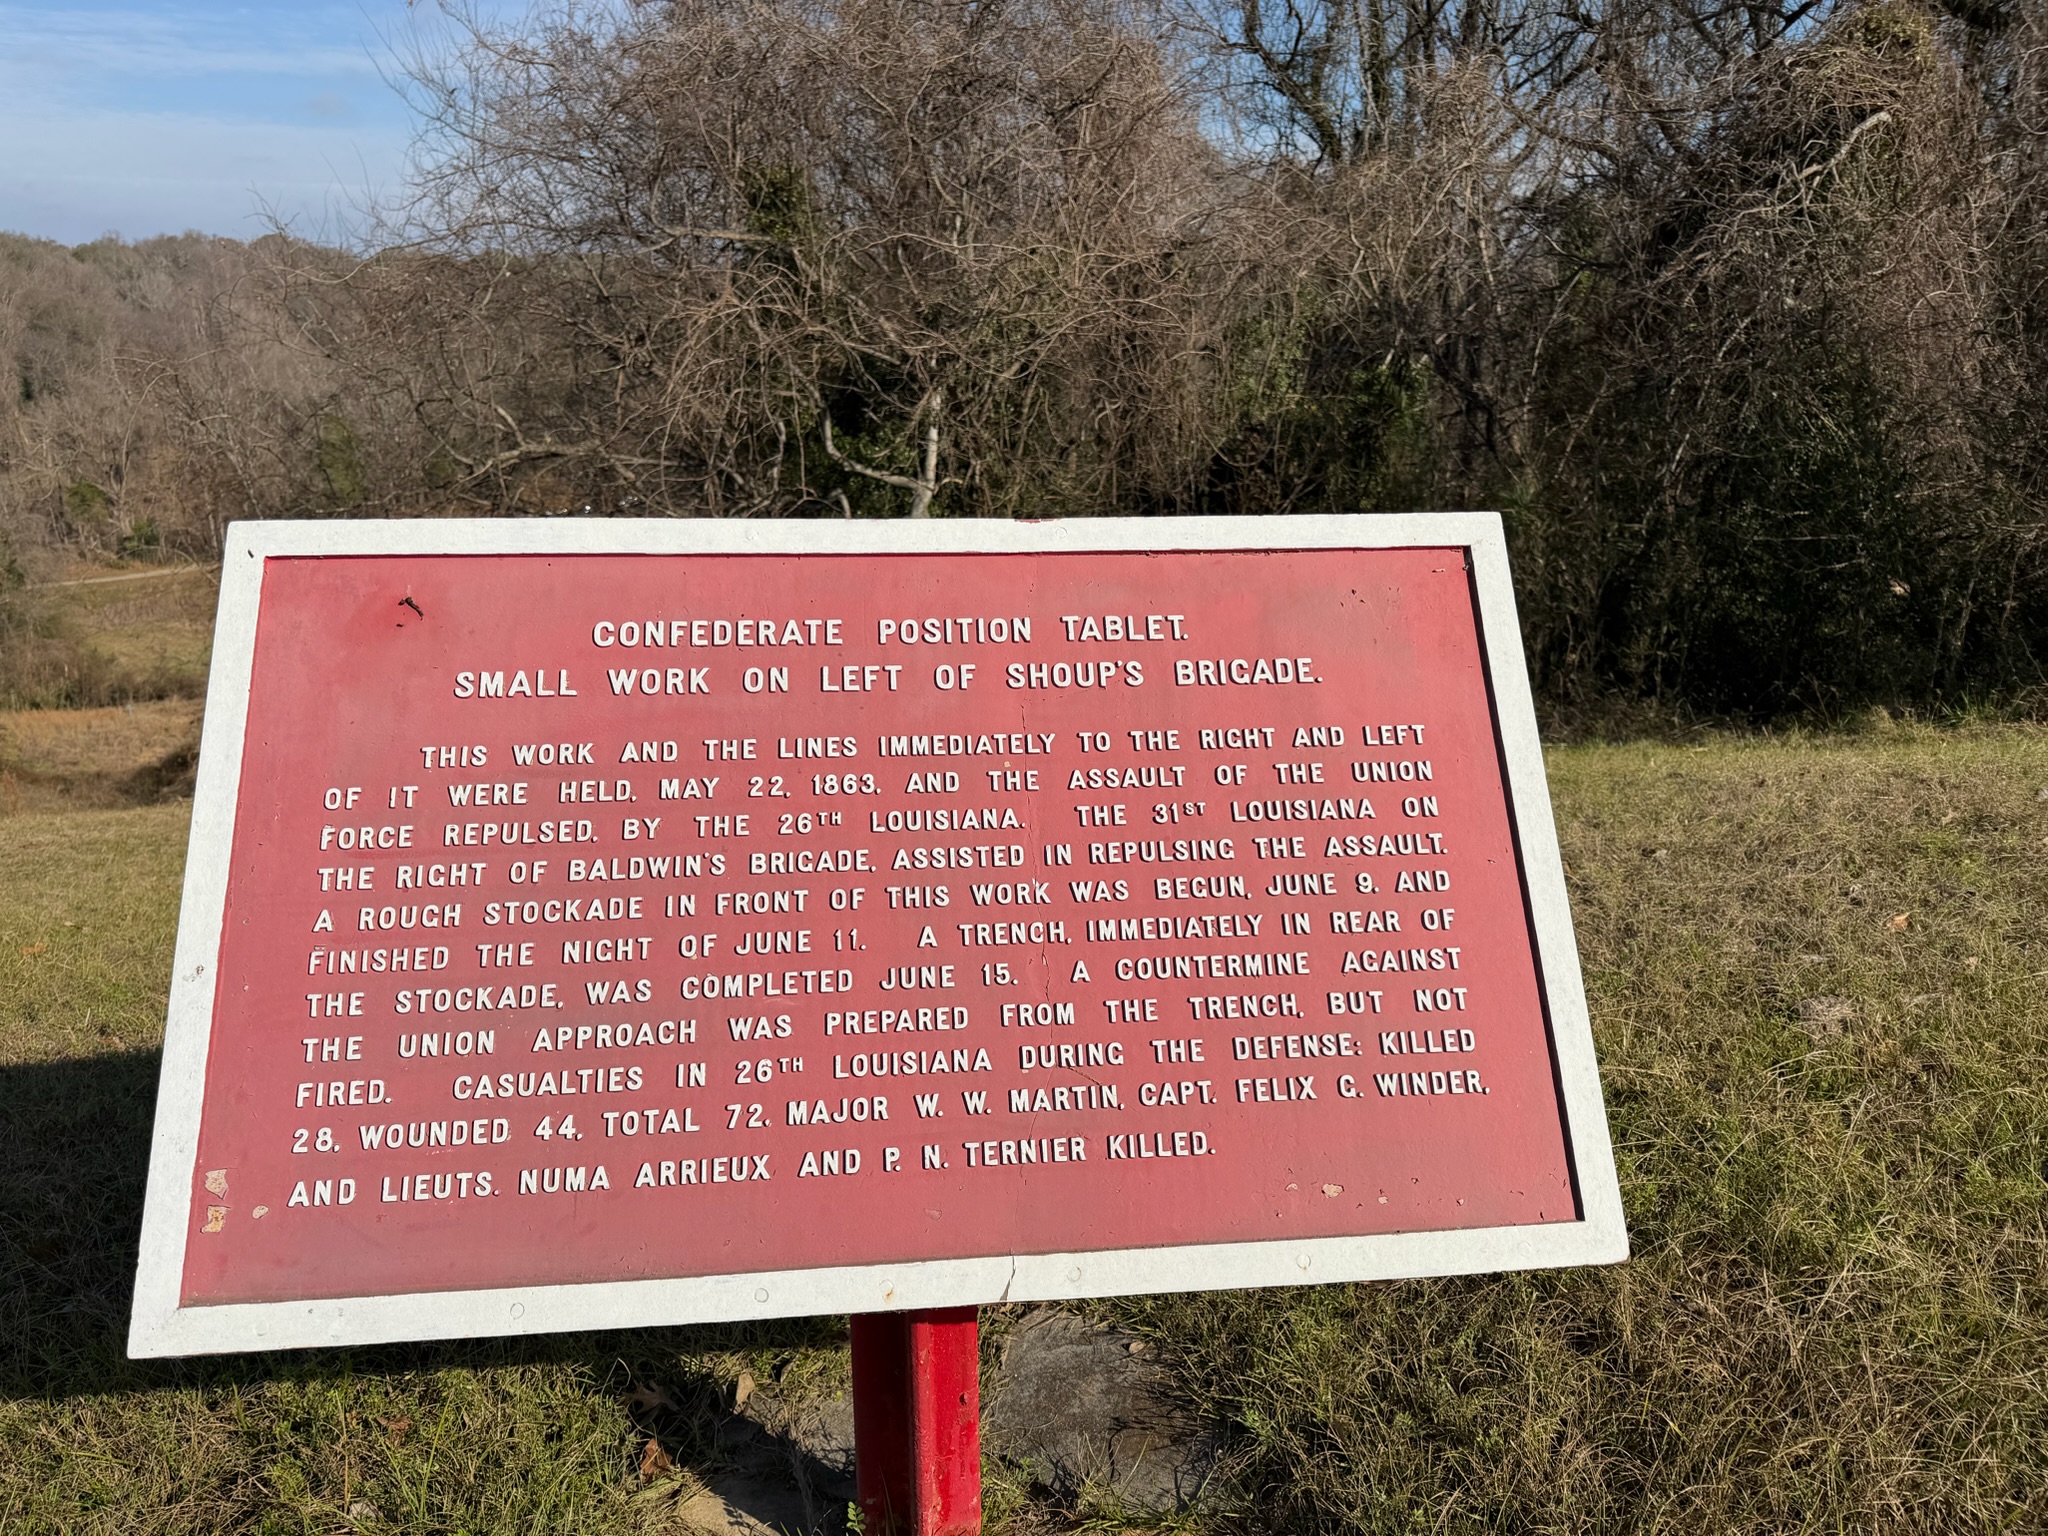 CONFEDERATE POSITION TABLET.
SMALL WORK ON LEFT OF SHOUP'S BRIGADE.
THIS WORK AND THE LINES IMMEDIATELY TO THE RIGHT AND LEFT
OF IT WERE HELD, MAY 22, 1863, AND THE ASSAULT OF THE UNION
FORCE REPULSED, BY THE 26TH LOUISIANA. THE 31ST LOUISIANA ON
THE RIGHT OF BALDWIN'S BRIGADE, ASSISTED IN REPULSING THE ASSAULT.
A ROUGH STOCKADE IN FRONT OF THIS WORK WAS BEGUN, JUNE 9, AND
FINISHED THE NIGHT OF JUNE 11. A TRENCH, IMMEDIATELY IN REAR OF
THE STOCKADE, WAS COMPLETED JUNE 15. A COUNTERMINE AGAINST
THE UNION APPROACH WAS PREPARED FROM THE TRENCH, BUT NOT
FIRED. CASUALTIES IN 26TH LOUISIANA DURING THE DEFENSE: KILLED
28, WOUNDED 44, TOTAL 72, MAJOR W. W. MARTIN, CAPT. FELIX G. WINDER,
AND LIEUTS. NUMA ARRIEUX AND P. N. TERNIER KILLED.